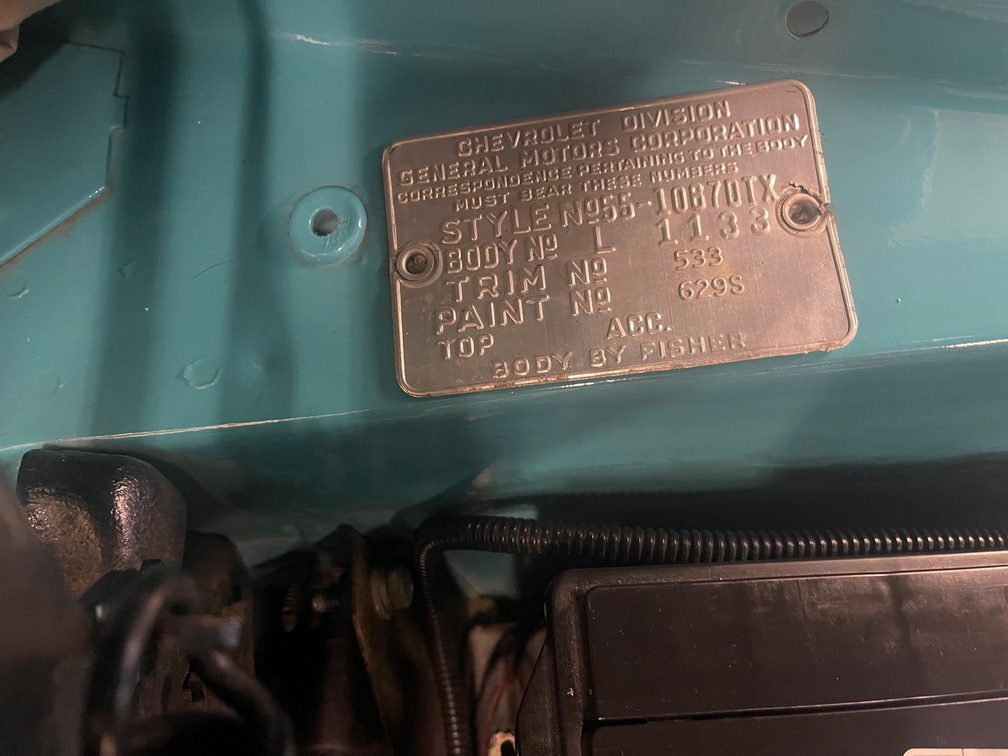 CHEVROLET DIVISION
GENERAL MOTORS CORPORATION
CORRESPONDENCE PERTAINING TO THE BODY
MUST BEAR THESE NUMBERS
STYLE Nº 55-1087DTX
BODY Nº L 1133
TRIM Nº 533
PAINT Nº 629S
TOP ACC.
BODY BY FISHER